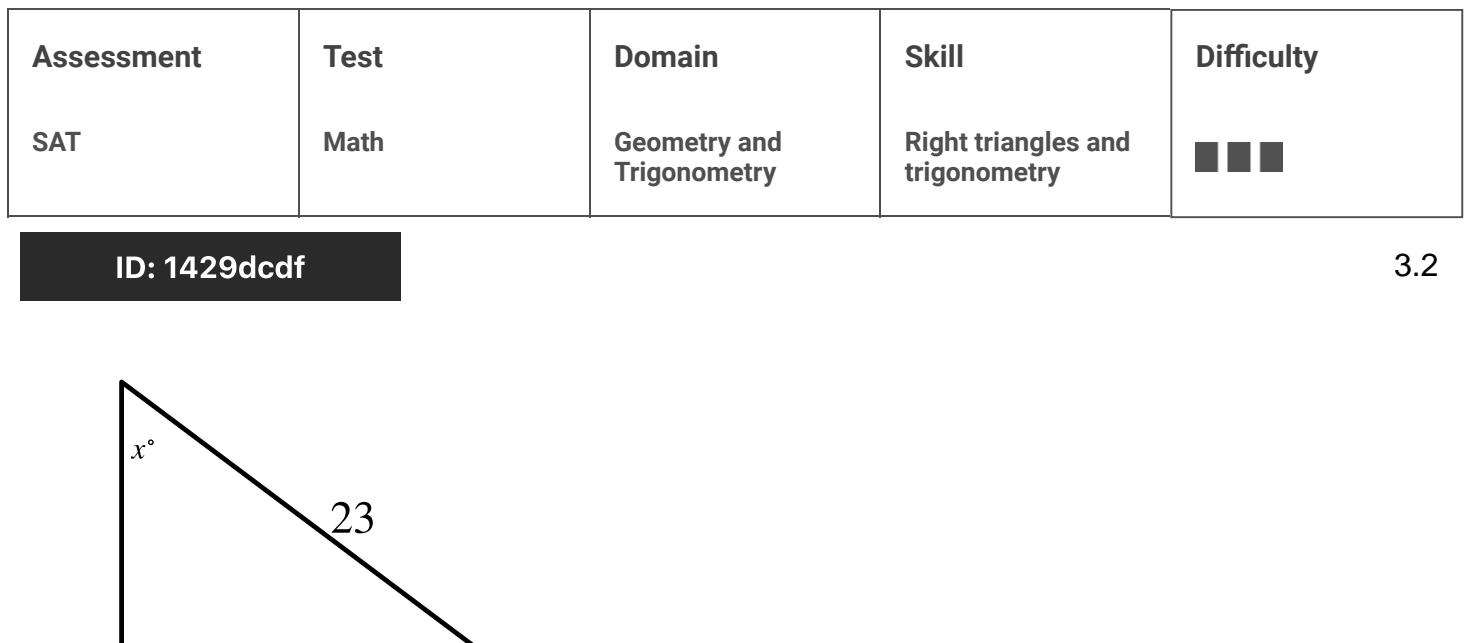 Assessment
Test
Domain
Skill
Difficulty
SAT
Math
Geometry and
Trigonometry
Right triangles and
trigonometry
ID: 1429dcdf
3.2
x°
23